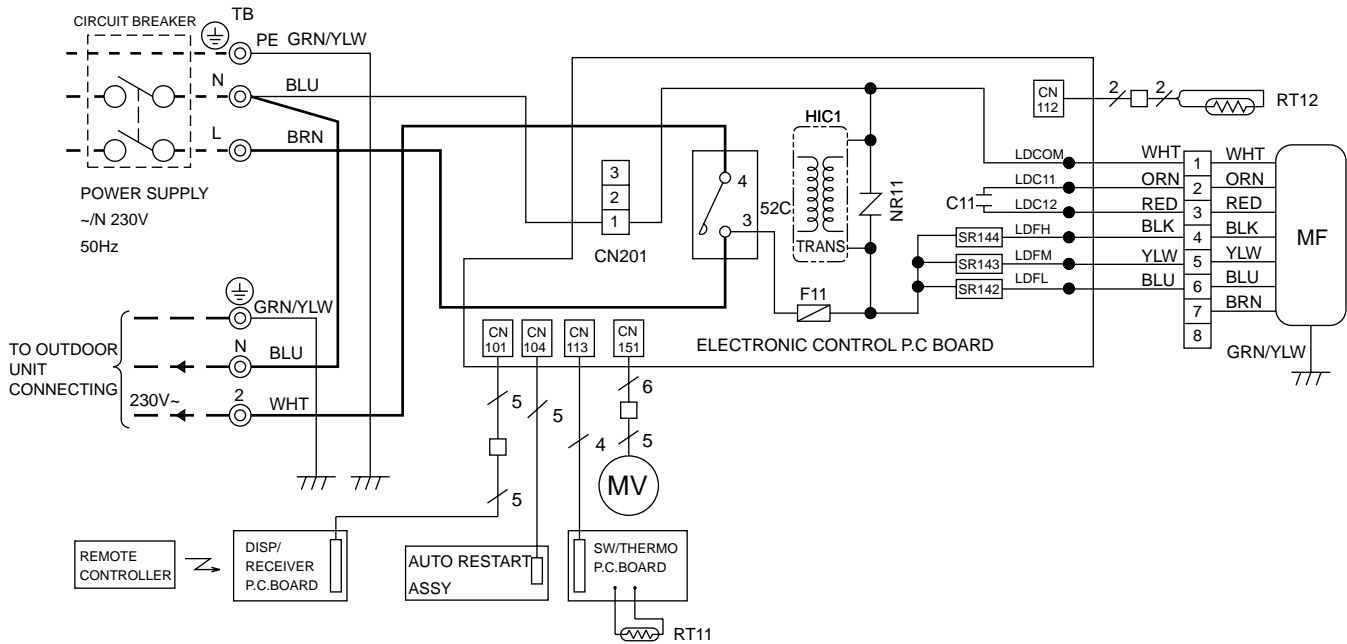 CIRCUIT BREAKER
TB
PE GRN/YLW
N
BLU
L
BRN
POWER SUPPLY
~/N 230V
50Hz
GRN/YLW
TO OUTDOOR
UNIT
CONNECTING
N
BLU
230V~
2
WHT
3
2
1
CN201
4
3
52C
HIC1
TRANS
NR11
F11
CN
112
2
2
RT12
LDCOM
LDC11
LDC12
C11
SR144
LDFH
SR143
LDFM
SR142
LDFL
WHT
1
WHT
ORN
2
ORN
RED
3
RED
BLK
4
BLK
YLW
5
YLW
BLU
6
BLU
7
BRN
8
MF
GRN/YLW
CN
101
CN
104
CN
113
CN
151
ELECTRONIC CONTROL P.C BOARD
5
5
5
4
6
5
MV
REMOTE
CONTROLLER
DISP/
RECEIVER
P.C.BOARD
AUTO RESTART
ASSY
SW/THERMO
P.C.BOARD
RT11